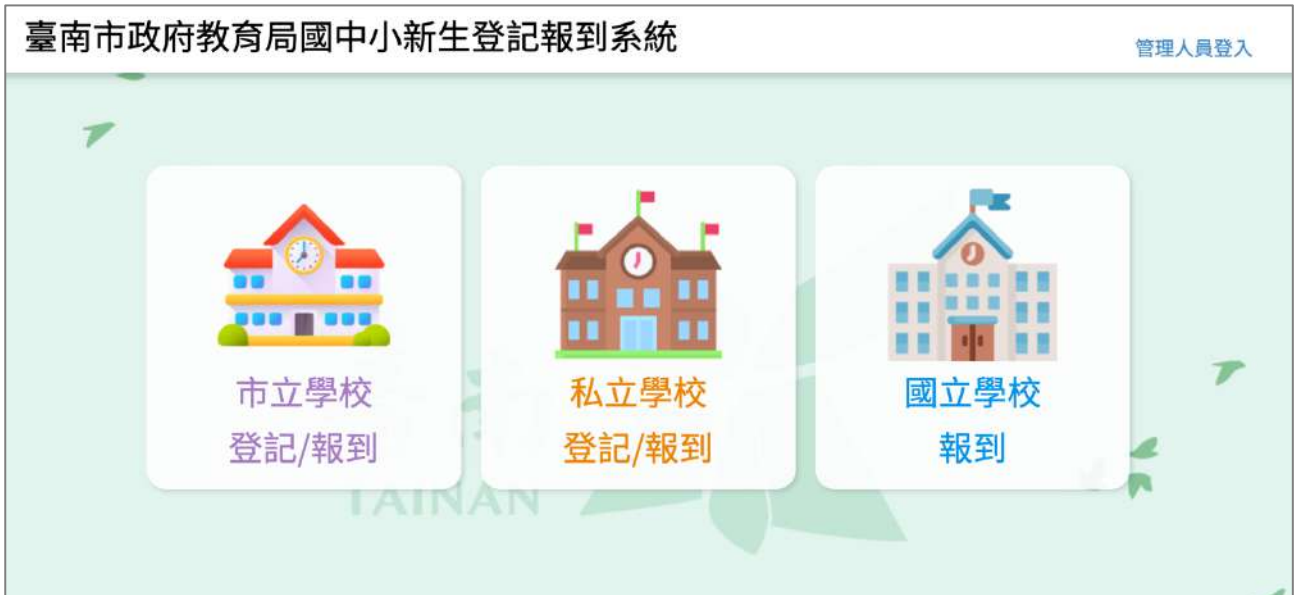 臺南市政府教育局國中小新生登記報到系統
管理人員登入
市立學校
登記/報到
私立學校
登記/報到
國立學校
報到
TAINAN